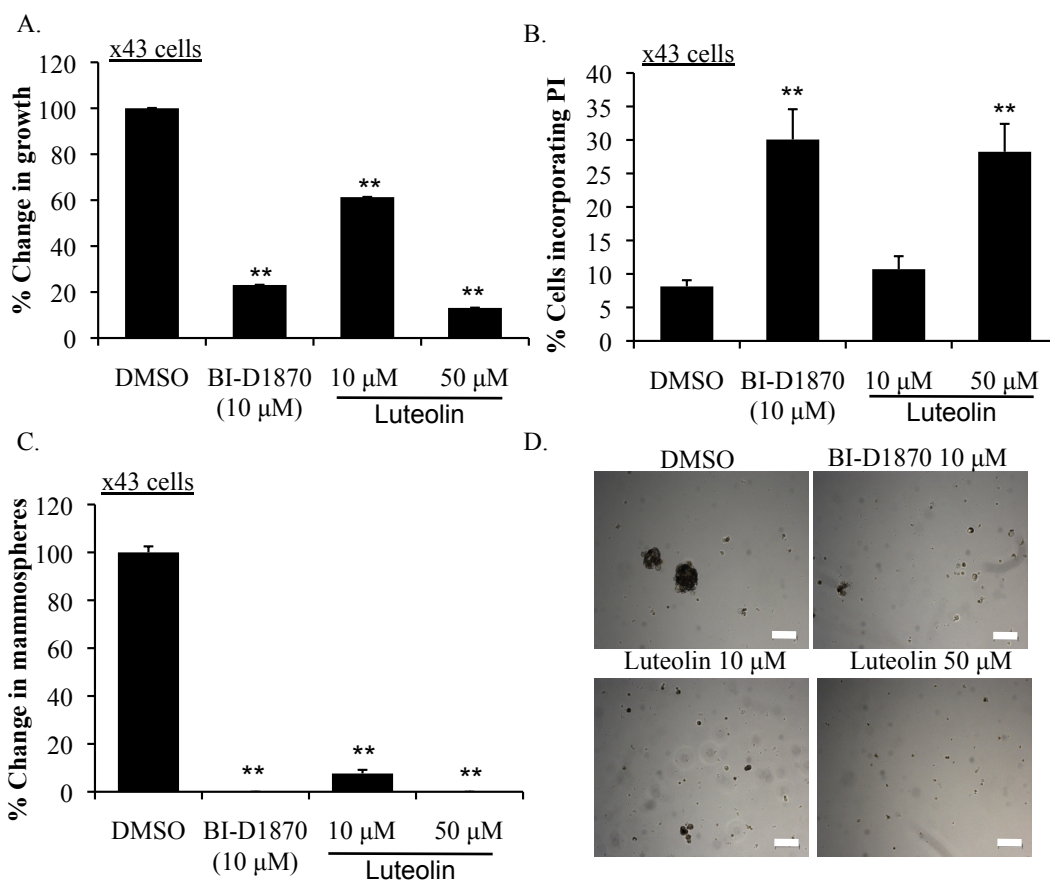 A.
x43 cells
120
100
80
60
40
20
0
% Change in growth
**
**
**
DMSO
BI-D1870
(10 μM)
10 μM
50 μM
Luteolin
B.
x43 cells
40
35
30
25
20
15
10
5
0
% Cells incorporating PI
**
**
DMSO
BI-D1870
(10 μM)
10 μM
50 μM
Luteolin
C.
x43 cells
120
100
80
60
40
20
0
% Change in mammospheres
**
**
**
DMSO
BI-D1870
(10 μM)
10 μM
50 μM
Luteolin
D.
DMSO
BI-D1870 10 μM
Luteolin 10 μM
Luteolin 50 μM